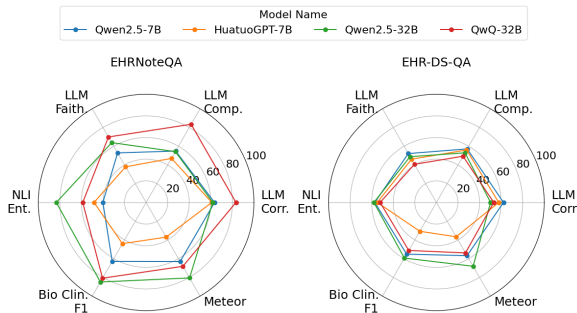 Model Name
Qwen2.5-7B HuatuoGPT-7B Qwen2.5-32B QwQ-32B
EHRNoteQA
LLM
Faith.
LLM
Comp.
NLI
Ent.
20 40 60 80 100
LLM
Corr.
Bio Clin.
F1
Meteor
EHR-DS-QA
LLM
Faith.
LLM
Comp.
NLI
Ent.
20 40 60 80 100
LLM
Corr.
Bio Clin.
F1
Meteor